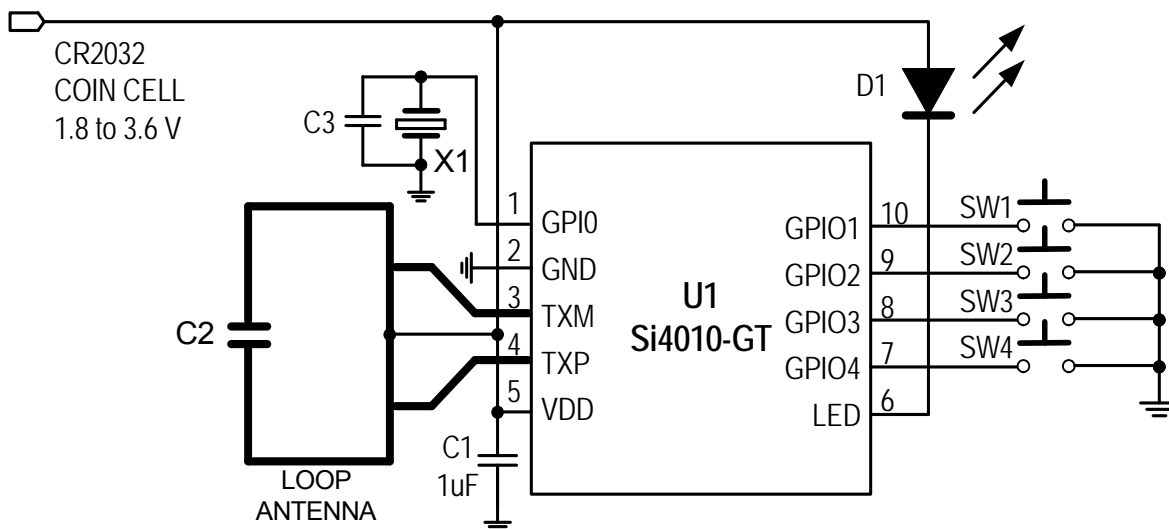 CR2032
COIN CELL
1.8 to 3.6 V
C3
X1
D1
1
GPI0
2
GND
3
TXM
4
TXP
5
VDD
U1
Si4010-GT
GPIO1
10
SW1
GPIO2
9
SW2
GPIO3
8
SW3
GPIO4
7
SW4
LED
6
C2
C1
1uF
LOOP
ANTENNA